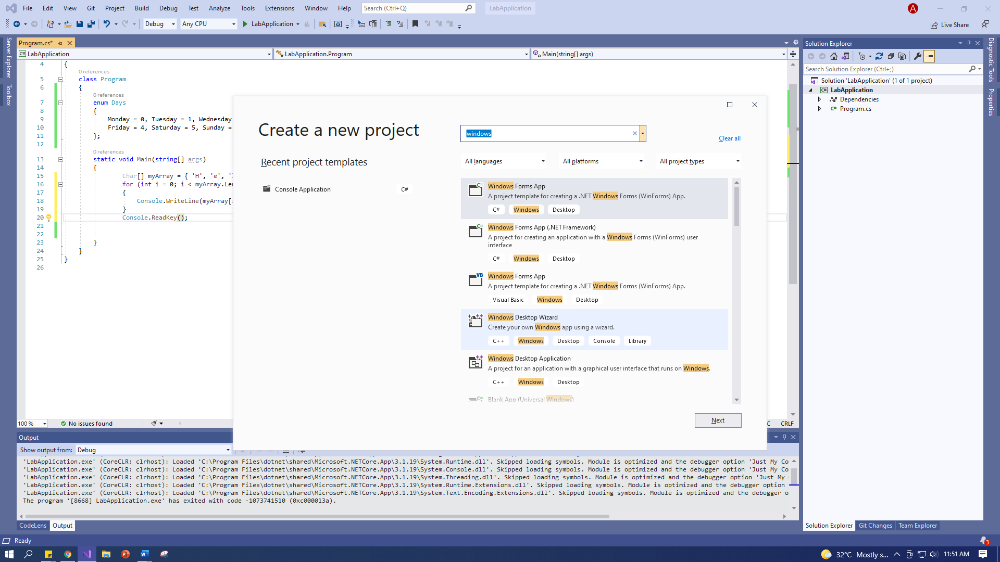 File Edit View Git Project Build Debug Test Analyze Tools Extensions Window Help Search (Ctrl+Q) LabApplication A
Debug Any CPU LabApplication Live Share
Server Explorer
Toolbox
Program.cs*
LabApplication LabApplication.Program Main(string[] args)
4 {
0 references
5 class Program
6 {
0 references
7 enum Days
8 {
9 Monday = 0, Tuesday = 1, Wednesday
10 Friday = 4, Saturday = 5, Sunday =
11 };
12
0 references
13 static void Main(string[] args)
14 {
15 Char[] myArray = { 'H', 'e', '
16 for (int i = 0; i < myArray.Le
17 {
18 Console.WriteLine(myArray[
19 }
20 Console.ReadKey();
21
22
23 }
24 }
25 }
26
100 % No issues found
CRLF
Create a new project
windows
Clear all
Recent project templates
All languages All platforms All project types
Console Application C#
Windows Forms App
A project template for creating a .NET Windows Forms (WinForms) App.
C# Windows Desktop
Windows Forms App (.NET Framework)
A project for creating an application with a Windows Forms (WinForms) user
interface
C# Windows Desktop
Windows Forms App
A project template for creating a .NET Windows Forms (WinForms) App.
Visual Basic Windows Desktop
Windows Desktop Wizard
Create your own Windows app using a wizard.
C++ Windows Desktop Console Library
Windows Desktop Application
A project for an application with a graphical user interface that runs on Windows.
C++ Windows Desktop
Blank App (Universal Windows)
Next
Solution Explorer
Search Solution Explorer (Ctrl+;)
Solution 'LabApplication' (1 of 1 project)
LabApplication
Dependencies
Program.cs
Diagnostic Tools
Properties
Output
Show output from: Debug
'LabApplication.exe' (CoreCLR: clrhost): Loaded 'C:\Program Files\dotnet\shared\Microsoft.NETCore.App\3.1.19\System.Runtime.dll'. Skipped loading symbols. Module is optimized and the debugger option 'Just My Co
'LabApplication.exe' (CoreCLR: clrhost): Loaded 'C:\Program Files\dotnet\shared\Microsoft.NETCore.App\3.1.19\System.Console.dll'. Skipped loading symbols. Module is optimized and the debugger option 'Just My Co
'LabApplication.exe' (CoreCLR: clrhost): Loaded 'C:\Program Files\dotnet\shared\Microsoft.NETCore.App\3.1.19\System.Threading.dll'. Skipped loading symbols. Module is optimized and the debugger option 'Just My
'LabApplication.exe' (CoreCLR: clrhost): Loaded 'C:\Program Files\dotnet\shared\Microsoft.NETCore.App\3.1.19\System.Runtime.Extensions.dll'. Skipped loading symbols. Module is optimized and the debugger option
'LabApplication.exe' (CoreCLR: clrhost): Loaded 'C:\Program Files\dotnet\shared\Microsoft.NETCore.App\3.1.19\System.Text.Encoding.Extensions.dll'. Skipped loading symbols. Module is optimized and the debugger o
The program '[8668] LabApplication.exe' has exited with code -1073741510 (0xc000013a).
CodeLens Output
Solution Explorer Git Changes Team Explorer
Ready 3
32°C Mostly s... 11:51 AM